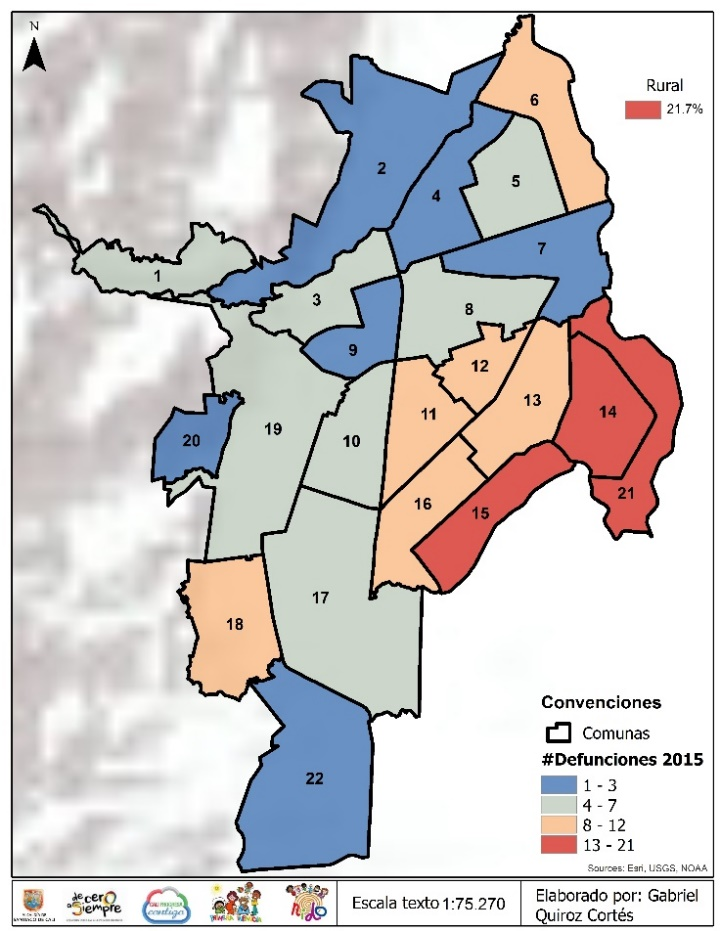 N
Rural
21.7%
6
2
4
5
7
1
3
8
9
12
11
13
14
19
10
20
16
15
21
17
18
22
Convenciones
Comunas
#Defunciones 2015
1 - 3
4 - 7
8 - 12
13 - 21
Sources: Esri, USGS, NOAA
de cer0
a Siempre
contigo
Escala texto 1:75.270
Elaborado por: Gabriel
Quiroz Cortés